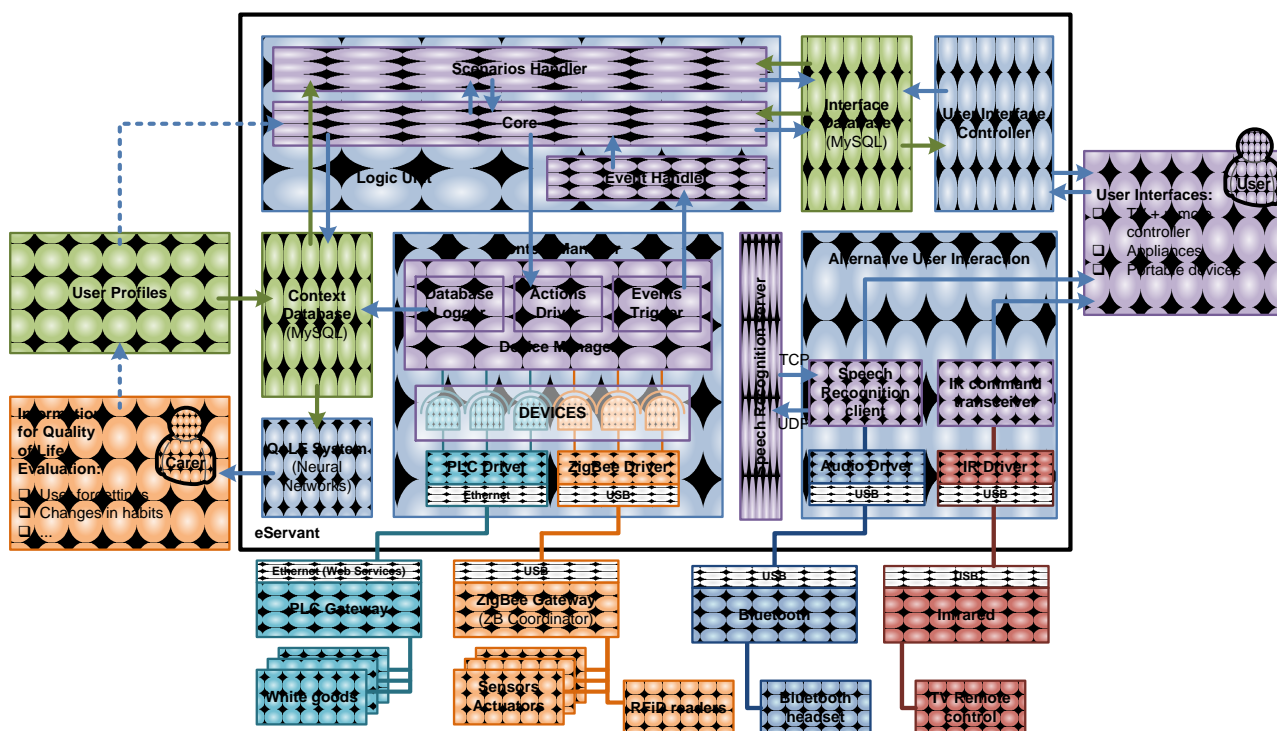 Scenarios Handler
Core
Logic Unit
Event Handler
Interface
Database
(MySQL)
User Interface
Controller
User
User Interfaces:
❑ TV + remote
controller
❑ Appliances
❑ Portable devices
User Profiles
Context
Database
(MySQL)
Manager
Database
Logger
Actions
Driver
Events
Trigger
Device Manager
DEVICES
PLC Driver
Ethernet
ZigBee Driver
USB
Speech Recognition Server
TCP
UDP
Alternative User Interaction
Speech
Recognition
client
IR command
transceiver
Audio Driver
USB
IR Driver
USB
Information
for Quality
of Life
Evaluation:
❑ User forgettings
❑ Changes in habits
❑ ...
Carer
QoLE System
(Neural
Networks)
eServant
Ethernet (Web Services)
PLC Gateway
White goods
USB
ZigBee Gateway
(ZB Coordinator)
Sensors
Actuators
RFiD readers
USB
Bluetooth
Bluetooth
headset
USB
Infrared
TV Remote
control